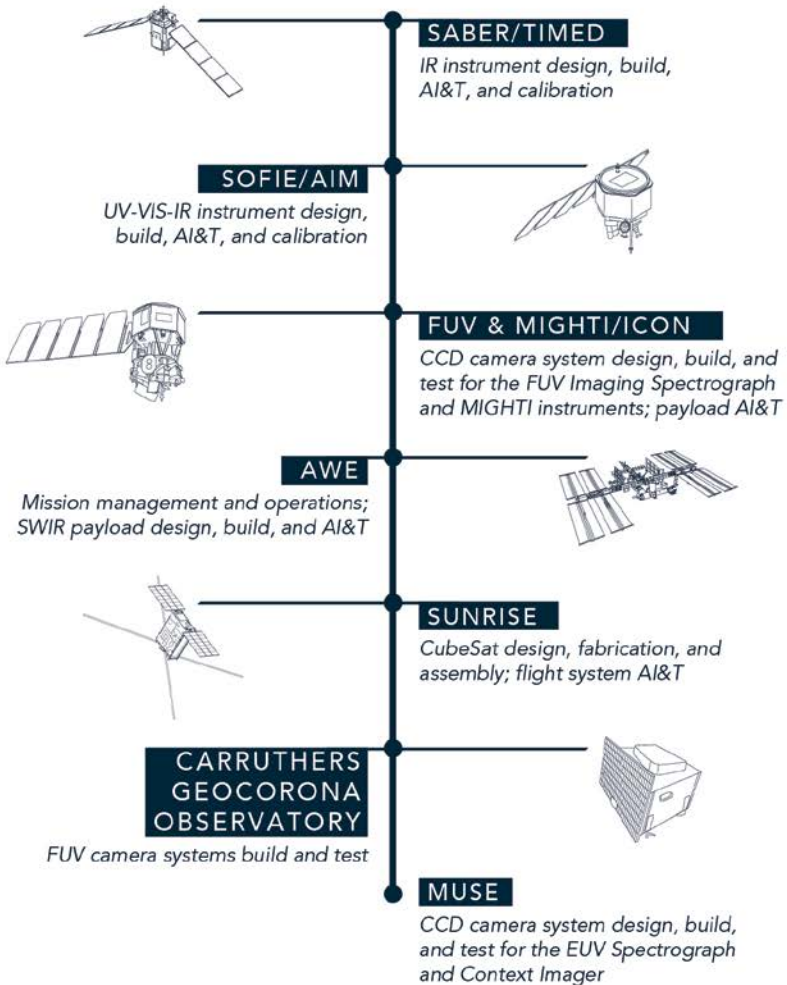 SABER/TIMED
IR instrument design, build,
AI&T, and calibration
SOFIE/AIM
UV-VIS-IR instrument design,
build, AI&T, and calibration
FUV & MIGHTI/ICON
CCD camera system design, build, and
test for the FUV Imaging Spectrograph
and MIGHTI instruments; payload AI&T
AWE
Mission management and operations;
SWIR payload design, build, and AI&T
SUNRISE
CubeSat design, fabrication, and
assembly; flight system AI&T
CARRUTHERS
GEOCORONA
OBSERVATORY
FUV camera systems build and test
MUSE
CCD camera system design, build,
and test for the EUV Spectrograph
and Context Imager